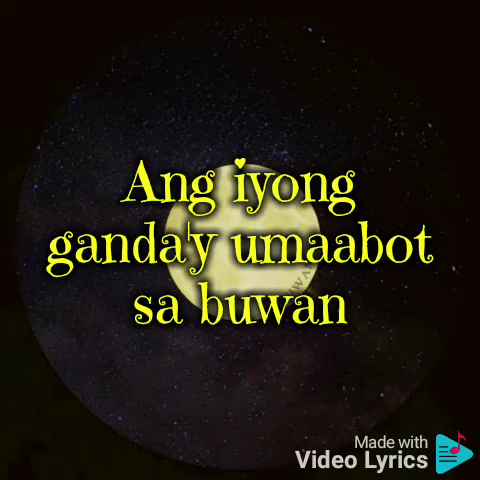 Ang iyong
ganda'y umaabot
sa buwan
Made with
Video Lyrics